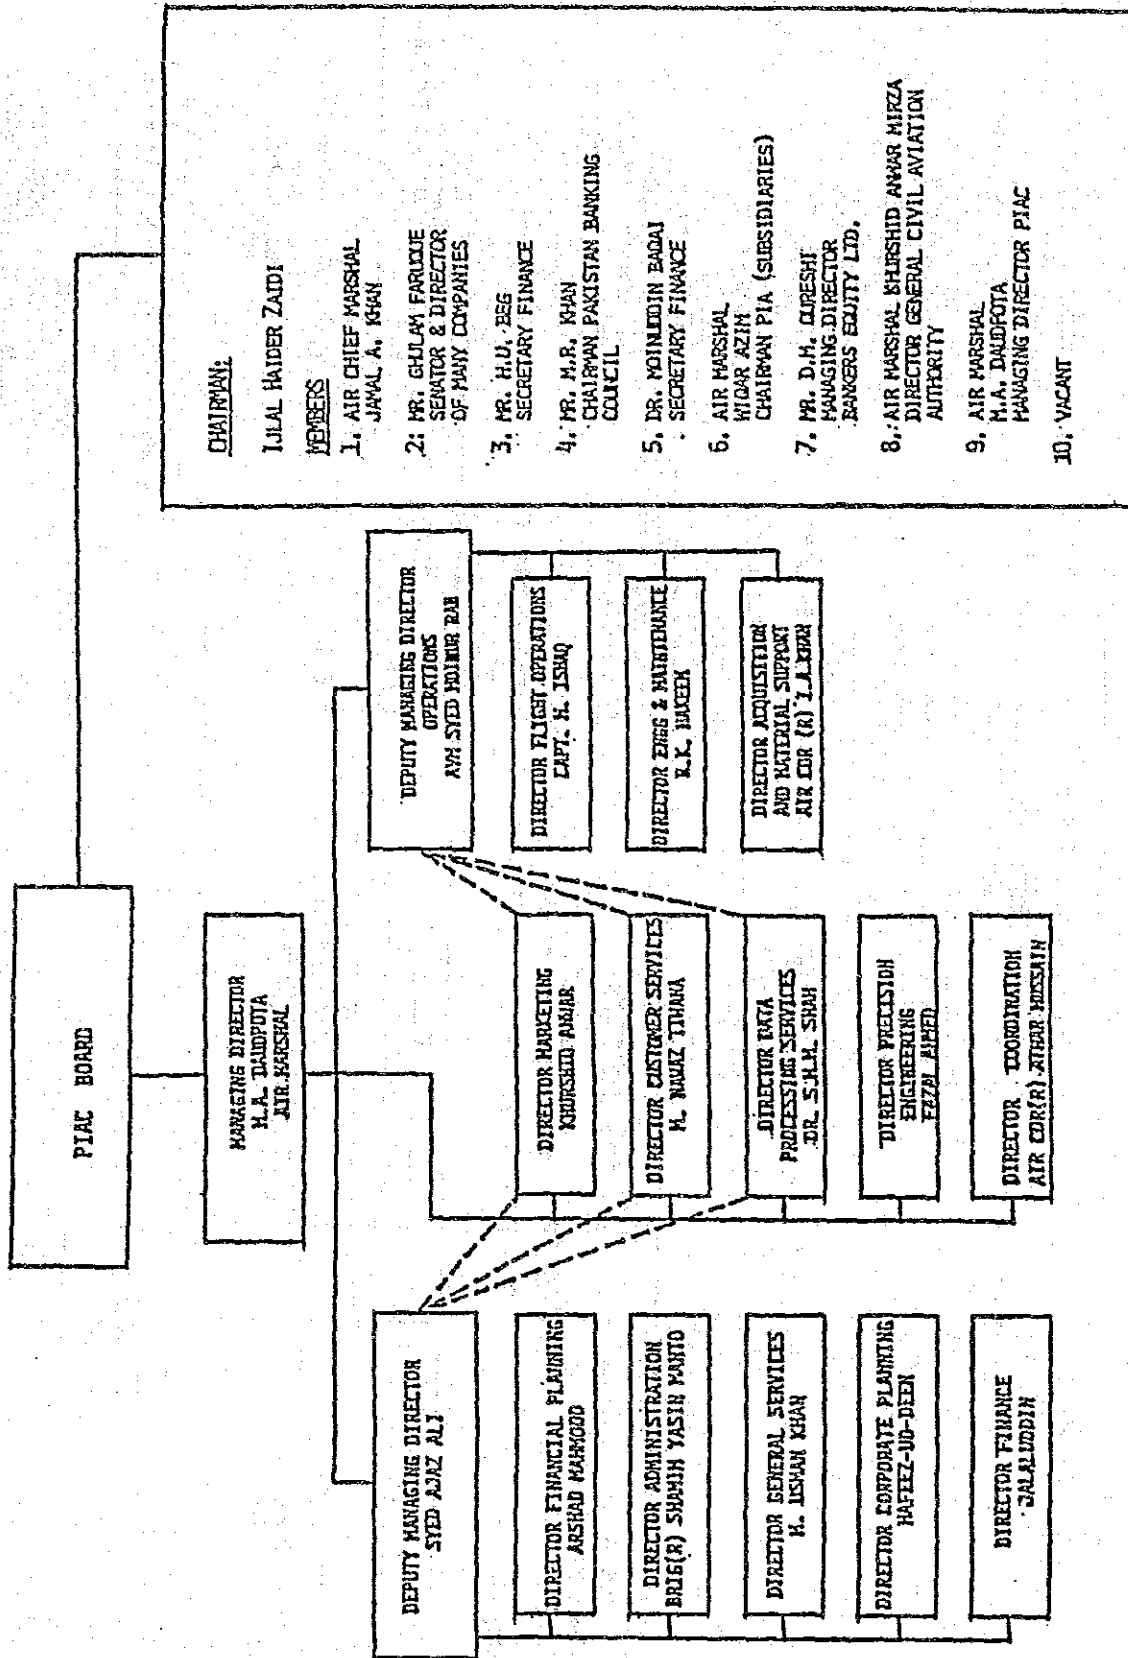 PIAC BOARD
MANAGING DIRECTOR
M.A. DAUDPOTA
AIR MARSHAL
DEPUTY MANAGING DIRECTOR
SYED AJAZ ALI
DIRECTOR FINANCIAL PLANNING
ARSHAD MAHMOOD
DIRECTOR ADMINISTRATION
BRIG(R) SHAMIM YASIN MANTO
DIRECTOR GENERAL SERVICES
M. USMAN KHAN
DIRECTOR CORPORATE PLANNING
HAFEEZ-UD-DEEN
DIRECTOR FINANCE
JALALUDDIN
DIRECTOR MARKETING
KHURSHID ANWAR
DIRECTOR CUSTOMER SERVICES
M. NAWAZ TIWANA
DIRECTOR DATA
PROCESSING SERVICES
DR. S.M.M. SHAH
DIRECTOR PRECISION
ENGINEERING
FAZAL AHMED
DIRECTOR COORDINATION
AIR CDR(R) ATHAR HUSSAIN
DEPUTY MANAGING DIRECTOR
OPERATIONS
AVM SYED MOINUR RAB
DIRECTOR FLIGHT OPERATIONS
CAPT. M. ISHAQ
DIRECTOR ENGG & MAINTENANCE
N.K. HAKEEM
DIRECTOR ACQUISITION
AND MATERIAL SUPPORT
AIR CDR (R) I.A. KHAN
CHAIRMAN:
IJLAL HAIDER ZAIDI
MEMBERS
1. AIR CHIEF MARSHAL
JAMAL A. KHAN
2: MR. GHULAM FARUQUE
SENATOR & DIRECTOR
OF MANY COMPANIES
3. MR. H.U. BEG
SECRETARY FINANCE
4. MR. M.R. KHAN
CHAIRMAN PAKISTAN BANKING
COUNCIL
5. DR. MOINUDDIN BAQAI
SECRETARY FINANCE
6. AIR MARSHAL
WIQAR AZIM
CHAIRMAN PIA (SUBSIDIARIES)
7. MR. D.M. QURESHI
MANAGING DIRECTOR
BANKERS EQUITY LTD.
8. AIR MARSHAL KHURSHID ANWAR MIRZA
DIRECTOR GENERAL CIVIL AVIATION
AUTHORITY
9. AIR MARSHAL
M.A. DAUDPOTA
MANAGING DIRECTOR PIAC
10. VACANT